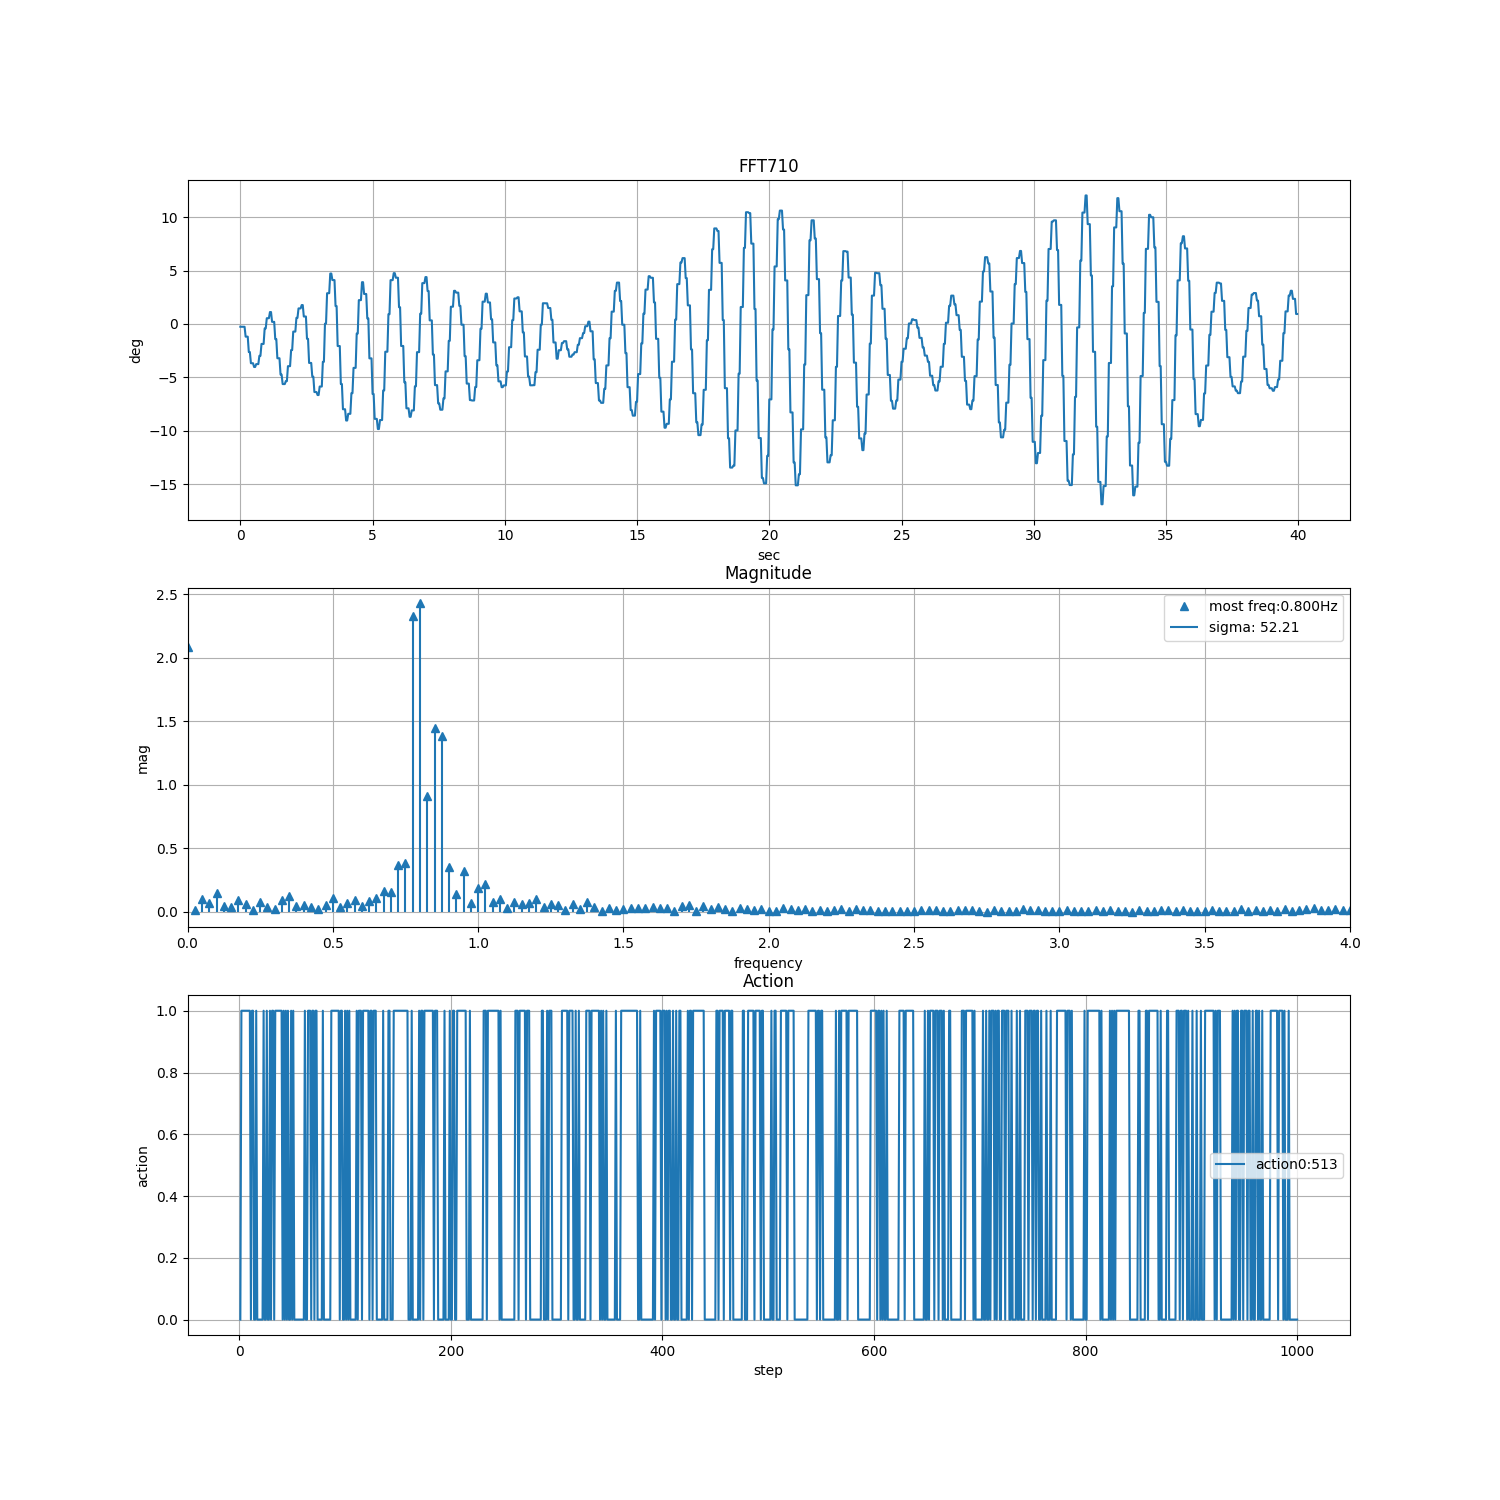 FFT710
10
5
0
−5
−10
−15
deg
0 5 10 15 20 25 30 35 40
sec
Magnitude
2.5
2.0
1.5
1.0
0.5
0.0
mag
most freq:0.800Hz
sigma: 52.21
0.0 0.5 1.0 1.5 2.0 2.5 3.0 3.5 4.0
frequency
Action
1.0
0.8
0.6
0.4
0.2
0.0
action
action0:513
0 200 400 600 800 1000
step